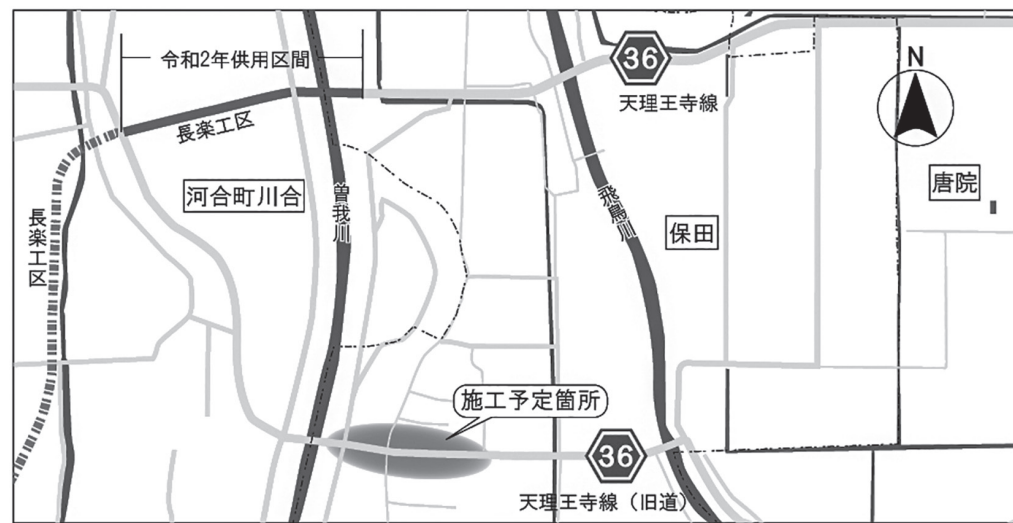 令和2年供用区間
36
天理王寺線
N
長楽工区
河合町川合
曽我川
飛鳥川
保田
唐院
長楽工区
施工予定箇所
36
天理王寺線（旧道）